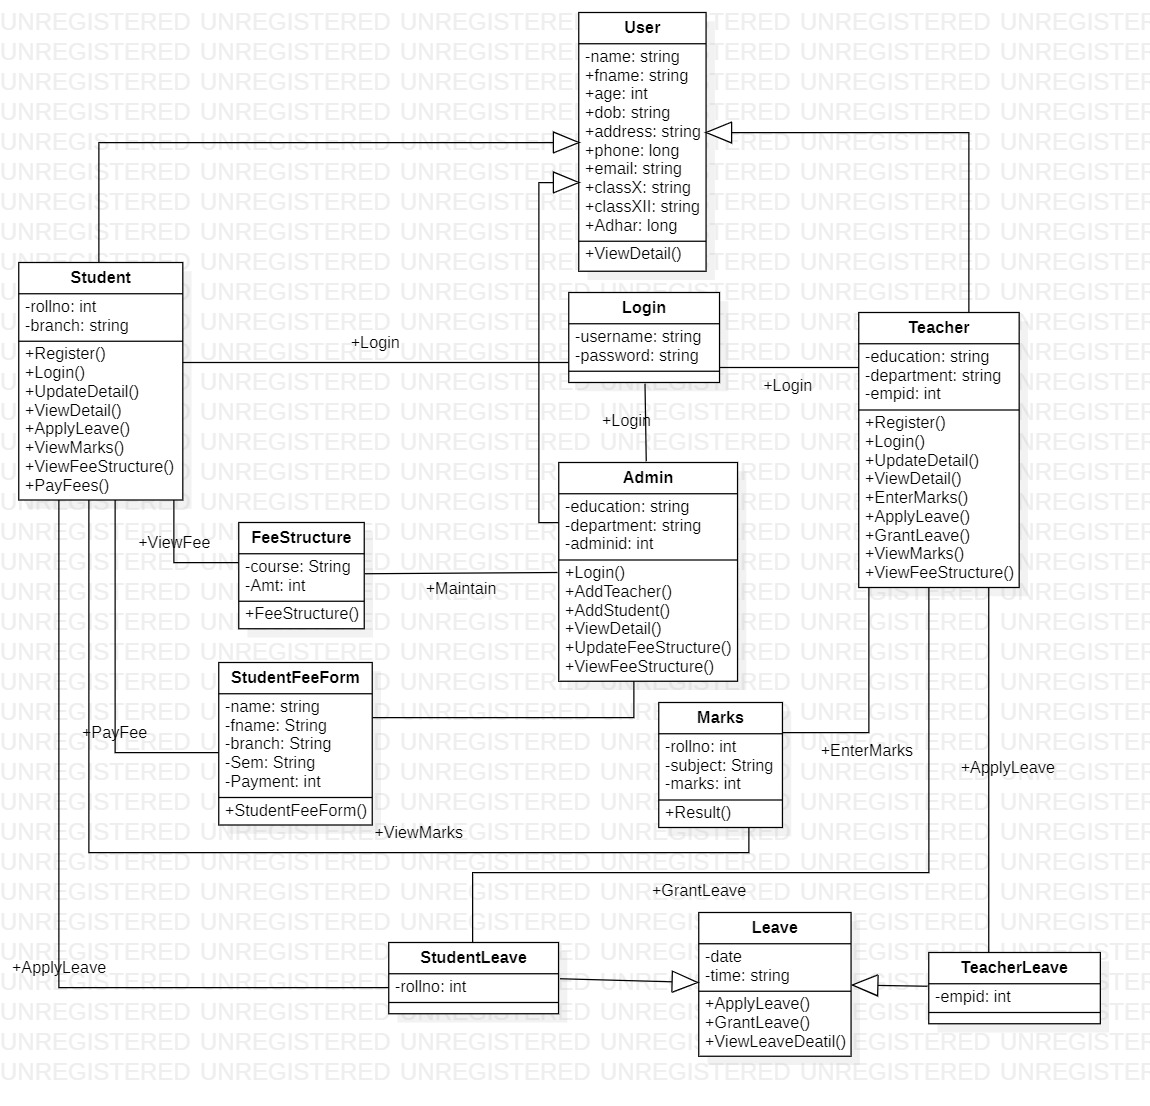 User
-name: string
+fname: string
+age: int
+dob: string
+address: string
+phone: long
+email: string
+classX: string
+classXII: string
+Adhar: long
+ViewDetail()
Student
-rollno: int
-branch: string
+Register()
+Login()
+UpdateDetail()
+ViewDetail()
+ApplyLeave()
+ViewMarks()
+ViewFeeStructure()
+PayFees()
+Login
Login
-username: string
-password: string
+Login
+Login
Teacher
-education: string
-department: string
-empid: int
+Register()
+Login()
+UpdateDetail()
+ViewDetail()
+EnterMarks()
+ApplyLeave()
+GrantLeave()
+ViewMarks()
+ViewFeeStructure()
Admin
-education: string
-department: string
-adminid: int
+Login()
+AddTeacher()
+AddStudent()
+ViewDetail()
+UpdateFeeStructure()
+ViewFeeStructure()
+ViewFee
FeeStructure
-course: String
-Amt: int
+FeeStructure()
+Maintain
StudentFeeForm
-name: string
-fname: String
-branch: String
-Sem: String
-Payment: int
+StudentFeeForm()
+PayFee
Marks
-rollno: int
-subject: String
-marks: int
+Result()
+EnterMarks
+ApplyLeave
+ViewMarks
+GrantLeave
+ApplyLeave
StudentLeave
-rollno: int
Leave
-date
-time: string
+ApplyLeave()
+GrantLeave()
+ViewLeaveDeatil()
TeacherLeave
-empid: int
UNREGISTERED